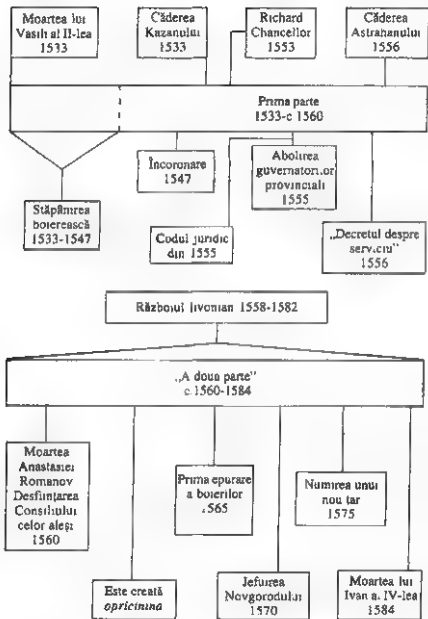 Moartea lui
Vasili al II-lea
1533
Căderea
Kazanului
1533
Richard
Chancellor
1553
Căderea
Astrahanului
1556
Prima parte
1533-c 1560
Stăpânirea
boierească
1533-1547
Încoronare
1547
Codul juridic
din 1555
Abolirea
guvernatorilor
provinciali
1555
„Decretul despre
serviciu”
1556
Războiul livonian 1558-1582
„A doua parte”
c 1560-1584
Moartea
Anastasiei
Romanov
Desființarea
Consiliului
celor aleși
1560
Este creată
opricinina
Prima epurare
a boierilor
1565
Jefuirea
Novgorodului
1570
Numirea unui
nou țar
1575
Moartea lui
Ivan al IV-lea
1584